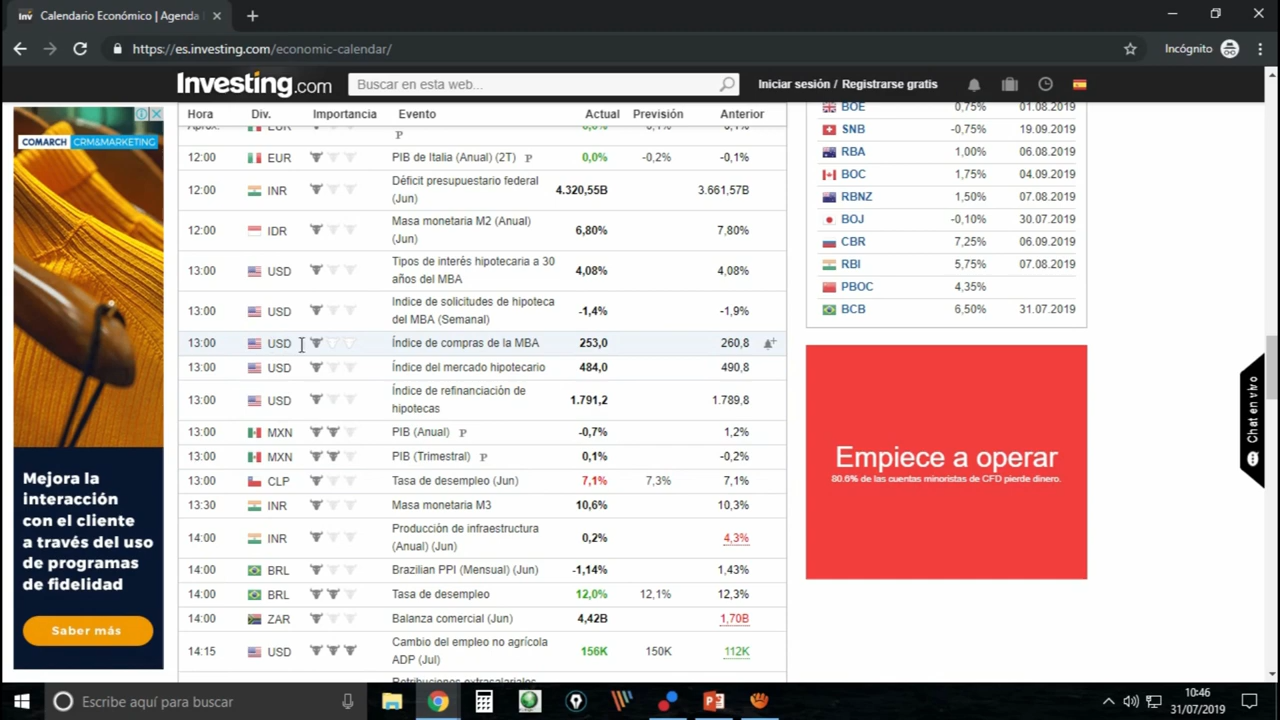 Calendario Económico | Agenda
https://es.investing.com/economic-calendar/
Incógnito
Investing.com
Buscar en esta web...
Iniciar sesión / Registrarse gratis
COMARCH CRM&MARKETING
Mejora la
interacción
con el cliente
a través del uso
de programas
de fidelidad
Saber más
Hora Div. Importancia Evento Actual Previsión Anterior
P
12:00 EUR PIB de Italia (Anual) (2T) P 0,0% -0,2% -0,1%
12:00 INR Déficit presupuestario federal
(Jun) 4.320,55B 3.661,57B
12:00 IDR Masa monetaria M2 (Anual)
(Jun) 6,80% 7,80%
13:00 USD Tipos de interés hipotecaria a 30
años del MBA 4,08% 4,08%
13:00 USD Indice de solicitudes de hipoteca
del MBA (Semanal) -1,4% -1,9%
13:00 USD Índice de compras de la MBA 253,0 260,8
13:00 USD Índice del mercado hipotecario 484,0 490,8
13:00 USD Índice de refinanciación de
hipotecas 1.791,2 1.789,8
13:00 MXN PIB (Anual) P -0,7% 1,2%
13:00 MXN PIB (Trimestral) P 0,1% -0,2%
13:00 CLP Tasa de desempleo (Jun) 7,1% 7,3% 7,1%
13:30 INR Masa monetaria M3 10,6% 10,3%
14:00 INR Producción de infraestructura
(Anual) (Jun) 0,2% 4,3%
14:00 BRL Brazilian PPI (Mensual) (Jun) -1,14% 1,43%
14:00 BRL Tasa de desempleo 12,0% 12,1% 12,3%
14:00 ZAR Balanza comercial (Jun) 4,42B 1,70B
14:15 USD Cambio del empleo no agrícola
ADP (Jul) 156K 150K 112K
BOE 0,75% 01.08.2019
SNB -0,75% 19.09.2019
RBA 1,00% 06.08.2019
BOC 1,75% 04.09.2019
RBNZ 1,50% 07.08.2019
BOJ -0,10% 30.07.2019
CBR 7,25% 06.09.2019
RBI 5,75% 07.08.2019
PBOC 4,35%
BCB 6,50% 31.07.2019
Empiece a operar
80.6% de las cuentas minoristas de CFD pierde dinero.
Chat en vivo
Escribe aquí para buscar
10:46
31/07/2019